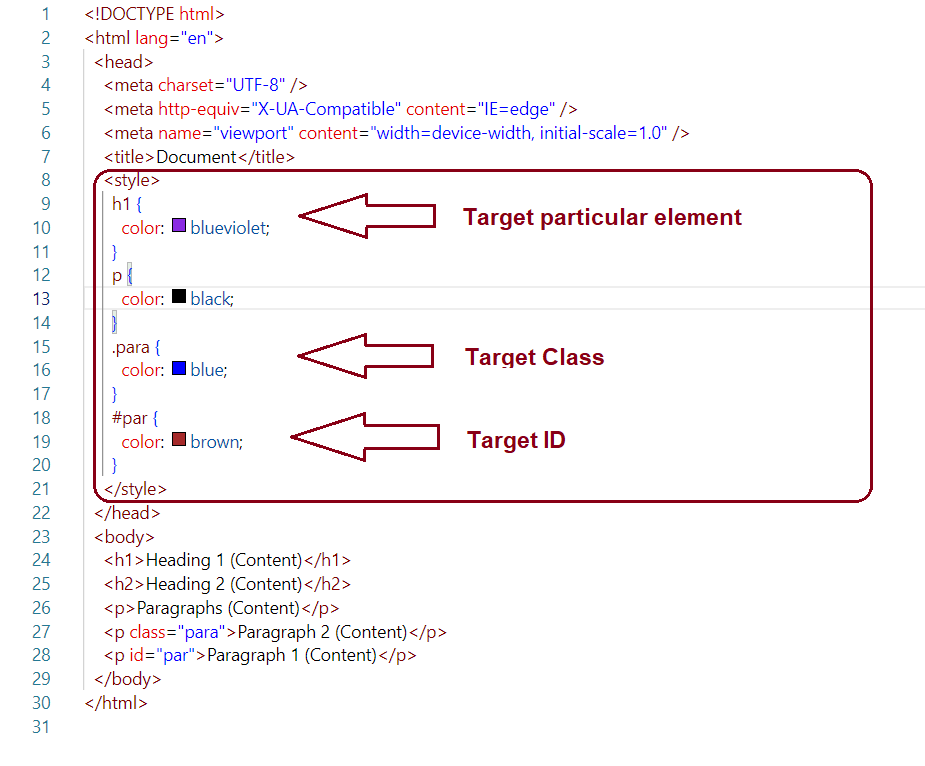 1 <!DOCTYPE html>
2 <html lang="en">
3 <head>
4 <meta charset="UTF-8" />
5 <meta http-equiv="X-UA-Compatible" content="IE=edge" />
6 <meta name="viewport" content="width=device-width, initial-scale=1.0" />
7 <title>Document</title>
8 <style>
9 h1 {
Target particular element
10 color: blueviolet;
11 }
12 p {
13 color: black;
14 }
15 .para {
Target Class
16 color: blue;
17 }
18 #par {
19 color: brown;
Target ID
20 }
21 </style>
22 </head>
23 <body>
24 <h1>Heading 1 (Content)</h1>
25 <h2>Heading 2 (Content)</h2>
26 <p>Paragraphs (Content)</p>
27 <p class="para">Paragraph 2 (Content)</p>
28 <p id="par">Paragraph 1 (Content)</p>
29 </body>
30 </html>
31